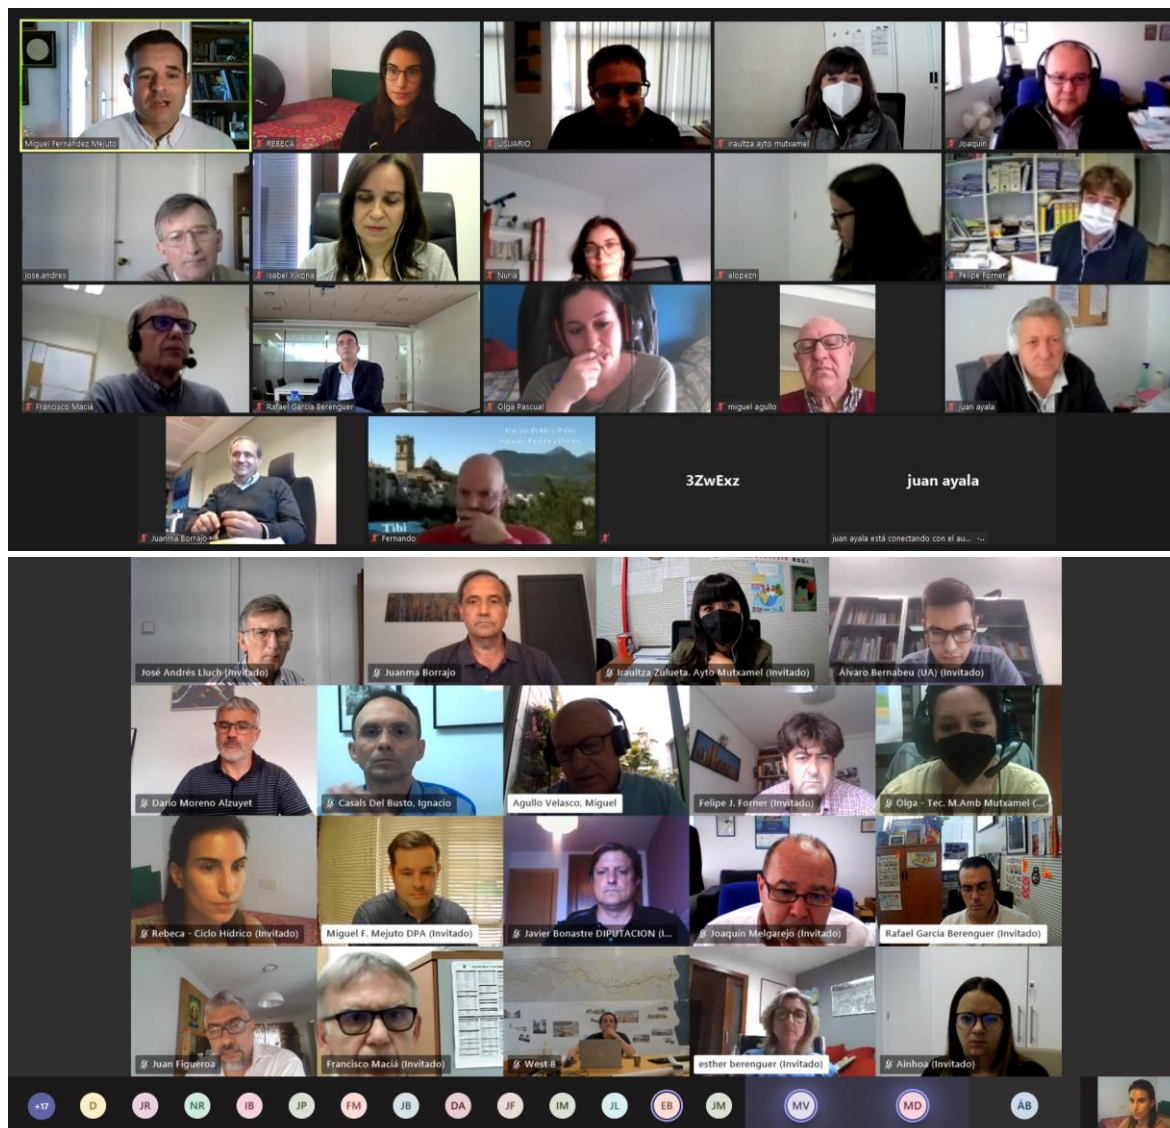 Miguel Fernández Mejuto
REBECA
USUARIO
iraultza ayto mutxamel
Joaquín
jose.andres
Isabel Xikona
Nuria
alopezn
Felipe Forner
Francisco Maciá
Rafael García Berenguer
Olga Pascual
miguel agullo
juan ayala
Juanma Borrajo
Tibi
Fernando
3ZwExz
juan ayala
juan ayala está conectando con el au... ...
José Andrés Lluch (Invitado)
Juanma Borrajo
Iraultza Zulueta. Ayto Mutxamel (Invitado)
Álvaro Bernabeu (UA) (Invitado)
Darío Moreno Alzuyet
Casals Del Busto, Ignacio
Agullo Velasco, Miguel
Felipe J. Forner (Invitado)
Olga - Tec. M.Amb Mutxamel (...
Rebeca - Ciclo Hídrico (Invitado)
Miguel F. Mejuto DPA (Invitado)
Javier Bonastre DIPUTACION (I...
Joaquín Melgarejo (Invitado)
Rafael García Berenguer (Invitado)
Juan Figueroa
Francisco Maciá (Invitado)
West 8
esther berenguer (Invitado)
Ainhoa (Invitado)
+17
D
JR
NR
IB
JP
FM
JB
DA
JF
IM
JL
EB
JM
MV
MD
ÁB